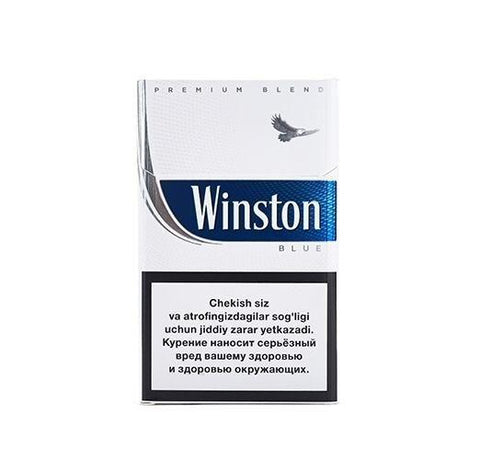 PREMIUM BLEND
Winston
BLUE
Chekish siz
va atrofingizdagilar sog'ligi
uchun jiddiy zarar yetkazadi.
Курение наносит серьёзный
вред вашему здоровью
и здоровью окружающих.